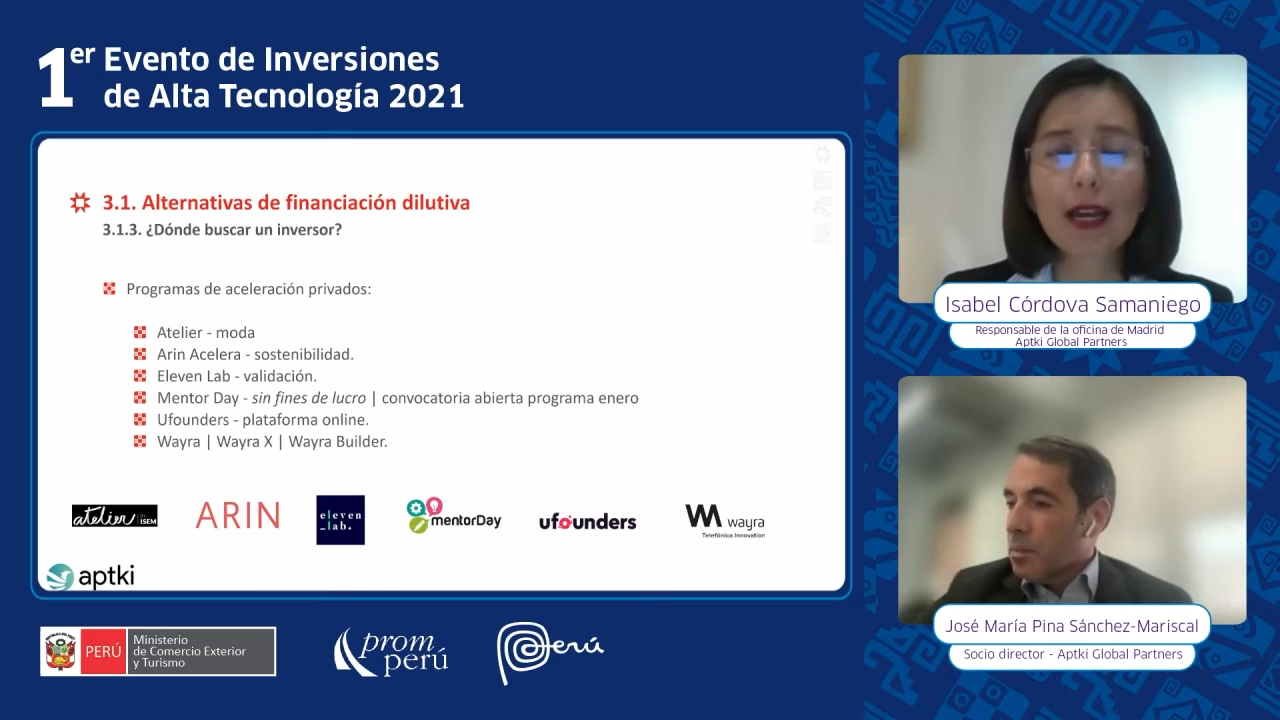 1er Evento de Inversiones
de Alta Tecnología 2021
3.1. Alternativas de financiación dilutiva
3.1.3. ¿Dónde buscar un inversor?
Programas de aceleración privados:
Atelier - moda
Arin Acelera - sostenibilidad.
Eleven Lab - validación.
Mentor Day - sin fines de lucro | convocatoria abierta programa enero
Ufounders - plataforma online.
Wayra | Wayra X | Wayra Builder.
atelier BY ISEM
ARIN
eleven
_lab.
mentorDay
ufounders
wayra
Telefónica Innovation
aptki
PERÚ
Ministerio
de Comercio Exterior
y Turismo
prom
perú
Perú
Isabel Córdova Samaniego
Responsable de la oficina de Madrid
Aptki Global Partners
José María Pina Sánchez-Mariscal
Socio director - Aptki Global Partners